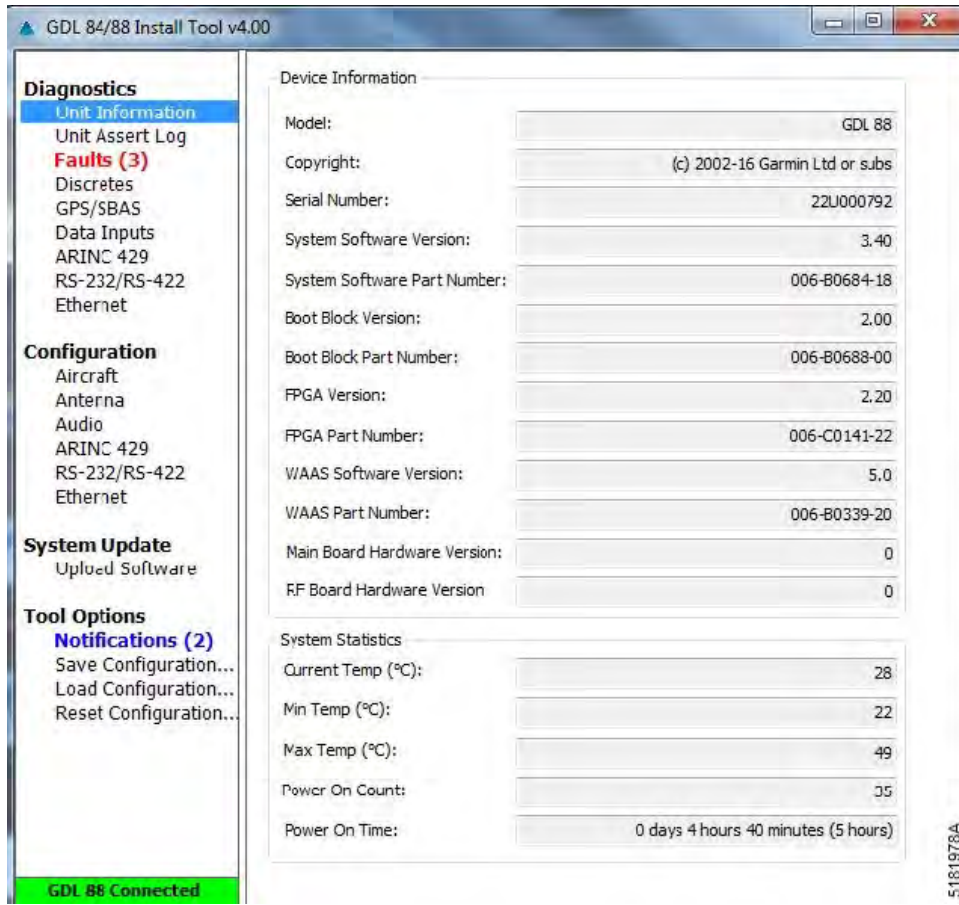 GDL 84/88 Install Tool v4.00
Diagnostics
Unit Information
Unit Assert Log
Faults (3)
Discretes
GPS/SBAS
Data Inputs
ARINC 429
RS-232/RS-422
Ethernet
Configuration
Aircraft
Antenna
Audio
ARINC 429
RS-232/RS-422
Ethernet
System Update
Upload Software
Tool Options
Notifications (2)
Save Configuration...
Load Configuration...
Reset Configuration...
GDL 88 Connected
Device Information
Model: GDL 88
Copyright: (c) 2002-16 Garmin Ltd or subs
Serial Number: 22U000792
System Software Version: 3.40
System Software Part Number: 006-B0684-18
Boot Block Version: 2.00
Boot Block Part Number: 006-B0688-00
FPGA Version: 2.20
FPGA Part Number: 006-C0141-22
WAAS Software Version: 5.0
WAAS Part Number: 006-B0339-20
Main Board Hardware Version: 0
RF Board Hardware Version 0
System Statistics
Current Temp (°C): 28
Min Temp (°C): 22
Max Temp (°C): 49
Power On Count: 35
Power On Time: 0 days 4 hours 40 minutes (5 hours)
5181978A